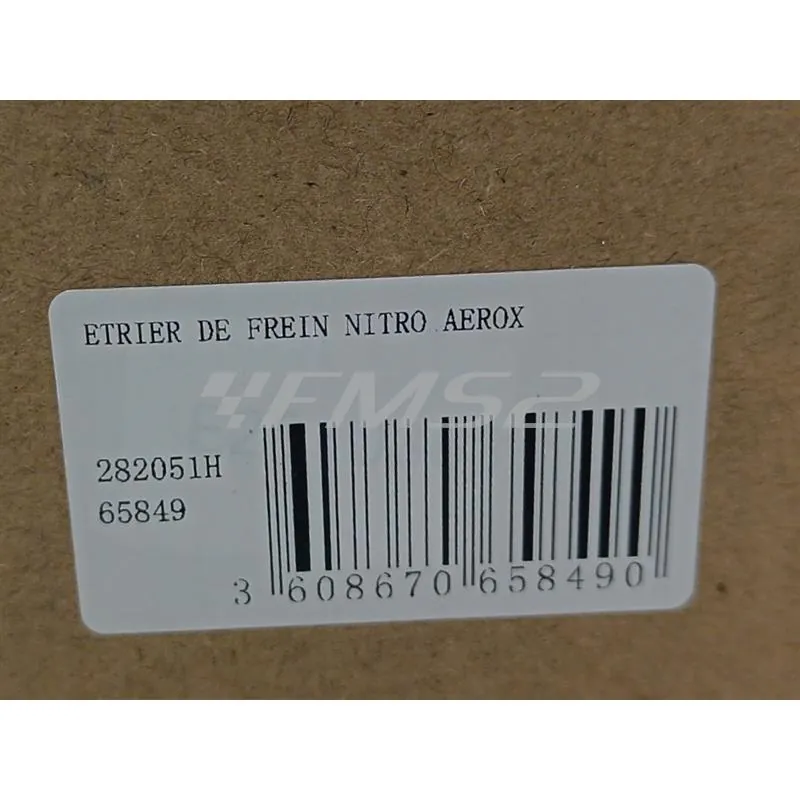 ETRIER DE FREIN NITRO AEROX
FMS2
282051H
65849
3 608670 658490